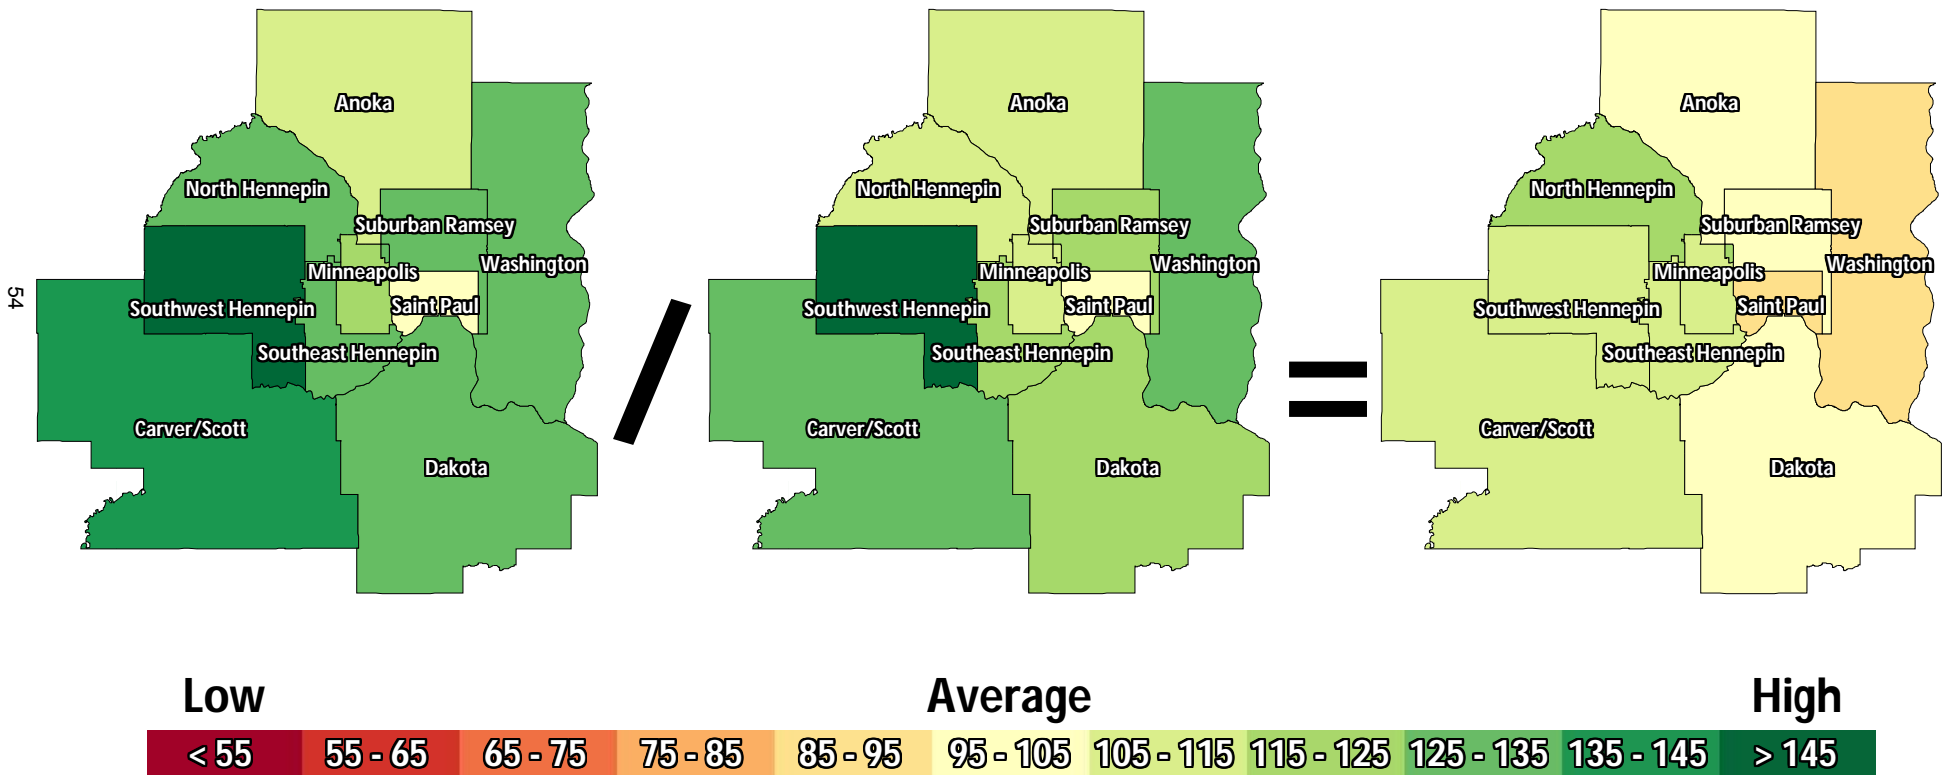 Anoka
North Hennepin
Suburban Ramsey
Minneapolis
Washington
Southwest Hennepin
Saint Paul
Southeast Hennepin
Carver/Scott
Dakota
/
Anoka
North Hennepin
Suburban Ramsey
Minneapolis
Washington
Southwest Hennepin
Saint Paul
Southeast Hennepin
Carver/Scott
Dakota
=
Anoka
North Hennepin
Suburban Ramsey
Minneapolis
Washington
Southwest Hennepin
Saint Paul
Southeast Hennepin
Carver/Scott
Dakota
54
Low Average High
< 55 55 - 65 65 - 75 75 - 85 85 - 95 95 - 105 105 - 115 115 - 125 125 - 135 135 - 145 > 145